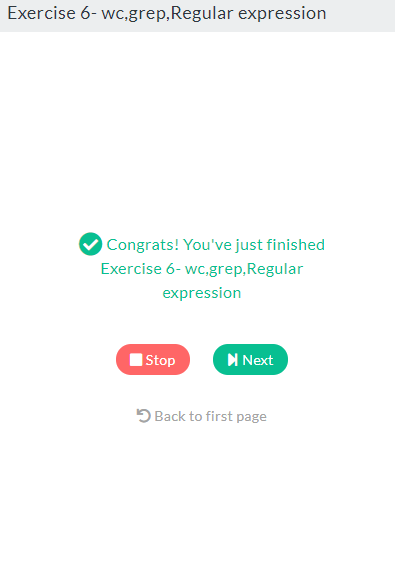 Exercise 6- wc,grep,Regular expression
Congrats! You've just finished
Exercise 6- wc,grep,Regular
expression
Stop
Next
Back to first page